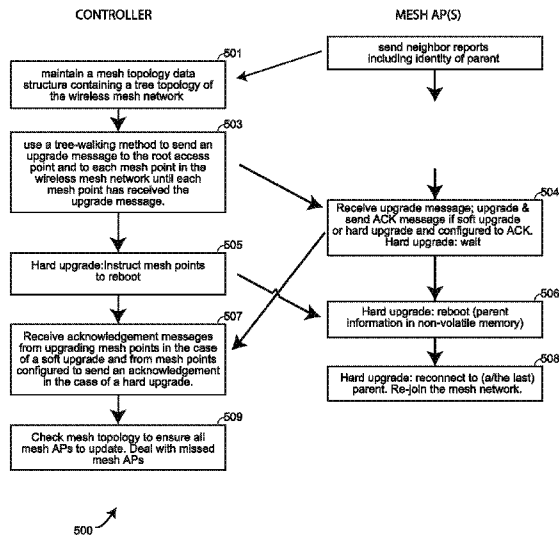 CONTROLLER
MESH AP(S)
501
maintain a mesh topology data
structure containing a tree topology of
the wireless mesh network
503
use a tree-walking method to send an
upgrade message to the root access
point and to each mesh point in the
wireless mesh network until each
mesh point has received the
upgrade message.
505
Hard upgrade:Instruct mesh points
to reboot
507
Receive acknowledgement messages
from upgrading mesh points in the case
of a soft upgrade and from mesh points
configured to send an acknowledgement
in the case of a hard upgrade.
509
Check mesh topology to ensure all
mesh APs to update. Deal with missed
mesh APs
500
send neighbor reports
including identity of parent
504
Receive upgrade message; upgrade &
send ACK message if soft upgrade
or hard upgrade and configured to ACK.
Hard upgrade: wait
506
Hard upgrade: reboot (parent
information in non-volatile memory)
508
Hard upgrade: reconnect to (a/the last)
parent. Re-join the mesh network.